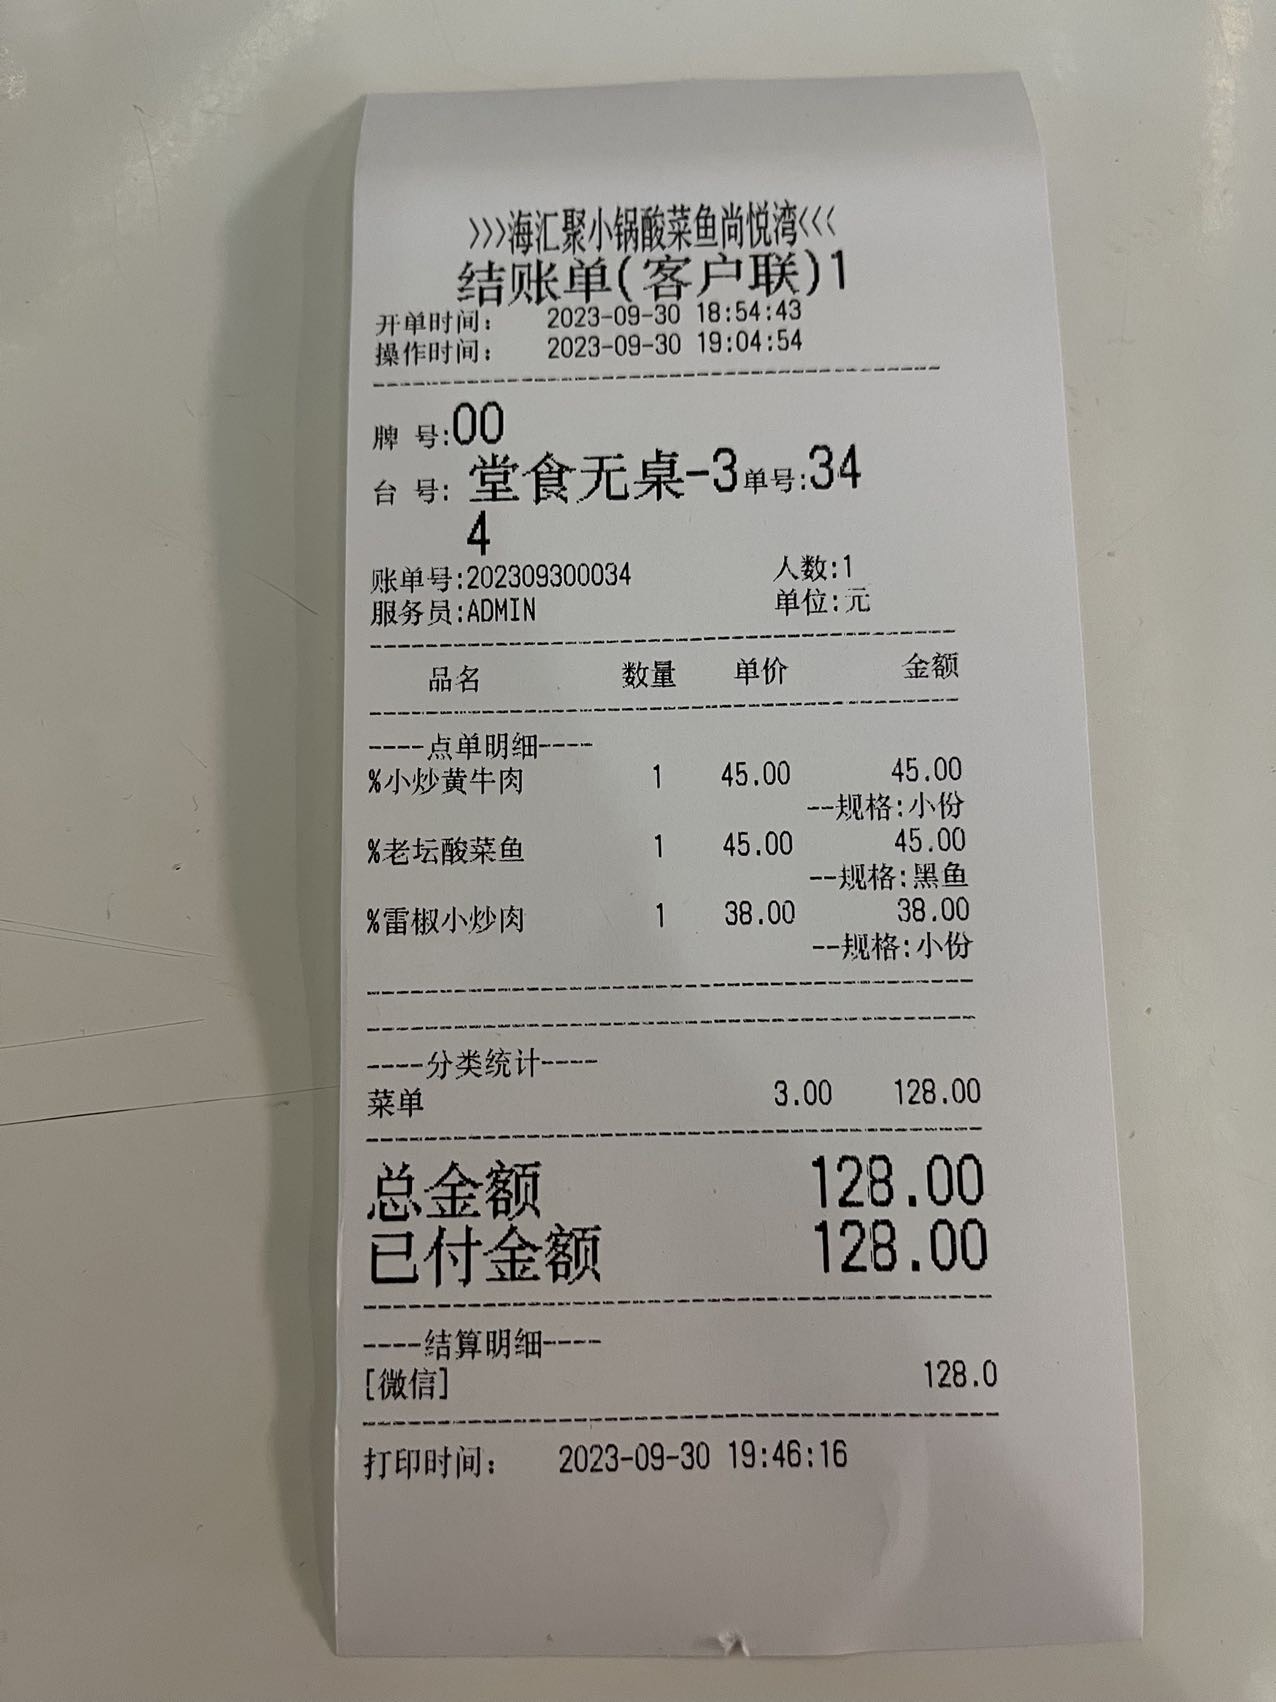 >>>海汇聚小锅酸菜鱼尚悦湾<<<
结账单(客户联)1
开单时间: 2023-09-30 18:54:43
操作时间: 2023-09-30 19:04:54
牌 号:00
台 号: 堂食无桌-3单号:34
4
账单号:202309300034 人数:1
服务员:ADMIN 单位:元
品名 数量 单价 金额
----点单明细----
%小炒黄牛肉 1 45.00 45.00
--规格:小份
%老坛酸菜鱼 1 45.00 45.00
--规格:黑鱼
%雷椒小炒肉 1 38.00 38.00
--规格:小份
----分类统计----
菜单 3.00 128.00
总金额 128.00
已付金额 128.00
----结算明细----
[微信] 128.0
打印时间: 2023-09-30 19:46:16